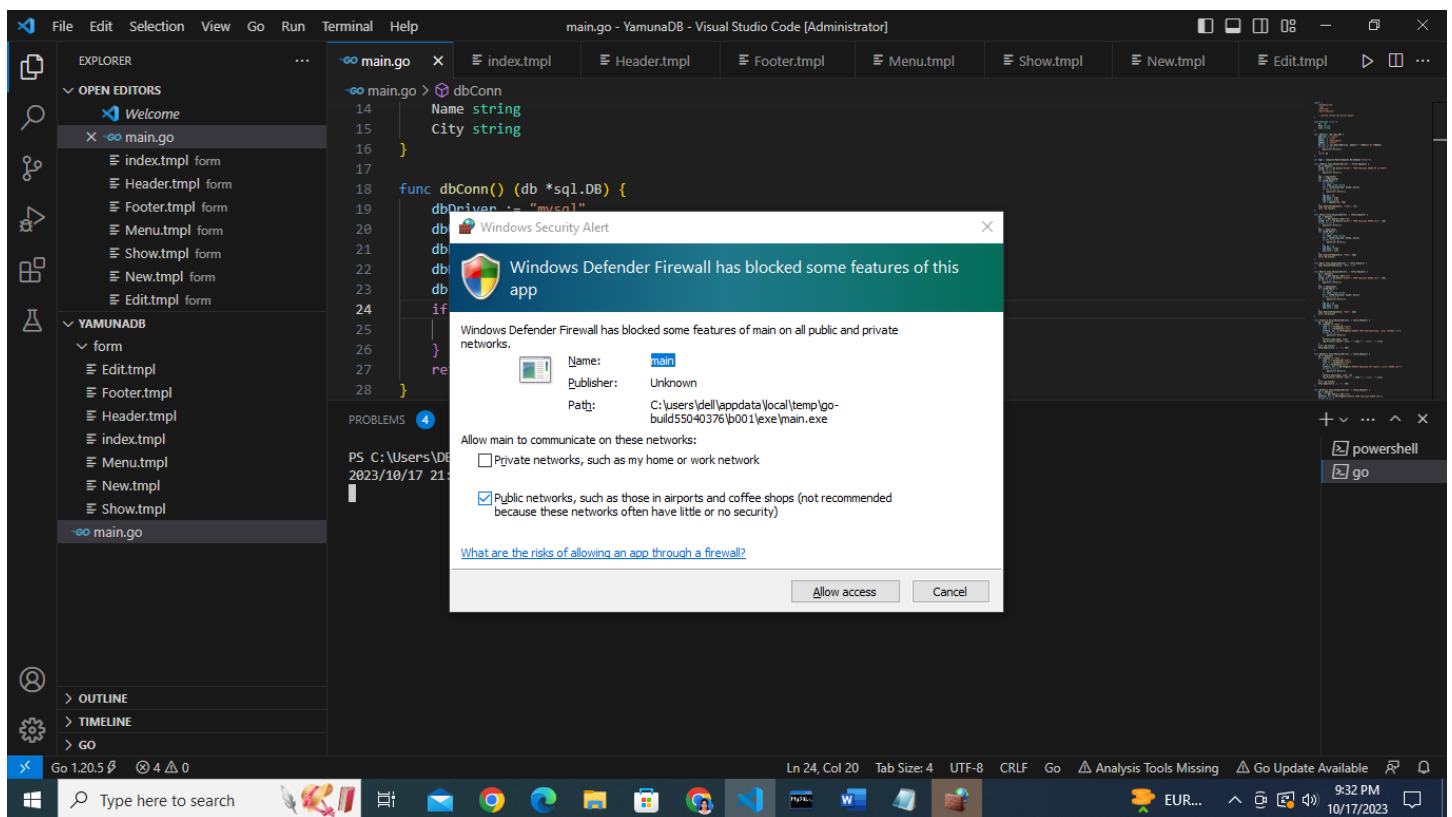 File Edit Selection View Go Run Terminal Help
main.go - YamunaDB - Visual Studio Code [Administrator]
EXPLORER
main.go
index.tmpl
Header.tmpl
Footer.tmpl
Menu.tmpl
Show.tmpl
New.tmpl
Edit.tmpl
OPEN EDITORS
Welcome
main.go
index.tmpl form
Header.tmpl form
Footer.tmpl form
Menu.tmpl form
Show.tmpl form
New.tmpl form
Edit.tmpl form
YAMUNADB
form
Edit.tmpl
Footer.tmpl
Header.tmpl
index.tmpl
Menu.tmpl
New.tmpl
Show.tmpl
main.go
OUTLINE
TIMELINE
GO
main.go > dbConn
14 Name string
15 City string
16 }
17
18 func dbConn() (db *sql.DB) {
19 dbDriver := "mysql"
20
21
22
23
24 if
25
26 }
27
28 }
Windows Security Alert
Windows Defender Firewall has blocked some features of this
app
Windows Defender Firewall has blocked some features of main on all public and private
networks.
Name: main
Publisher: Unknown
Path: C:\users\dell\appdata\local\temp\go-
build55040376\b001\exe\main.exe
Allow main to communicate on these networks:
Private networks, such as my home or work network
Public networks, such as those in airports and coffee shops (not recommended
because these networks often have little or no security)
What are the risks of allowing an app through a firewall?
Allow access
Cancel
PROBLEMS 4
PS C:\Users\DE
2023/10/17 21:
powershell
go
Go 1.20.5 4 0
Ln 24, Col 20 Tab Size: 4 UTF-8 CRLF Go Analysis Tools Missing Go Update Available
Type here to search
EUR...
9:32 PM
10/17/2023